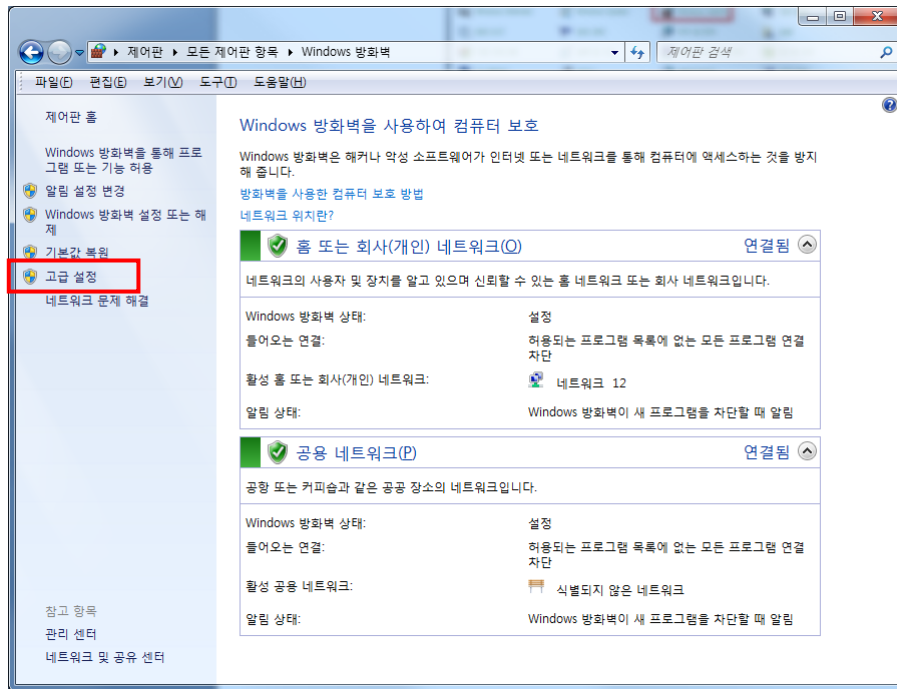 제어판 ▸ 모든 제어판 항목 ▸ Windows 방화벽
제어판 검색
파일(F) 편집(E) 보기(V) 도구(T) 도움말(H)
제어판 홈
Windows 방화벽을 통해 프로
그램 또는 기능 허용
알림 설정 변경
Windows 방화벽 설정 또는 해
제
기본값 복원
고급 설정
네트워크 문제 해결
참고 항목
관리 센터
네트워크 및 공유 센터
Windows 방화벽을 사용하여 컴퓨터 보호
Windows 방화벽은 해커나 악성 소프트웨어가 인터넷 또는 네트워크를 통해 컴퓨터에 액세스하는 것을 방지
해 줍니다.
방화벽을 사용한 컴퓨터 보호 방법
네트워크 위치란?
홈 또는 회사(개인) 네트워크(O) 연결됨
네트워크의 사용자 및 장치를 알고 있으며 신뢰할 수 있는 홈 네트워크 또는 회사 네트워크입니다.
Windows 방화벽 상태: 설정
들어오는 연결: 허용되는 프로그램 목록에 없는 모든 프로그램 연결
차단
활성 홈 또는 회사(개인) 네트워크: 네트워크 12
알림 상태: Windows 방화벽이 새 프로그램을 차단할 때 알림
공용 네트워크(P) 연결됨
공항 또는 커피숍과 같은 공공 장소의 네트워크입니다.
Windows 방화벽 상태: 설정
들어오는 연결: 허용되는 프로그램 목록에 없는 모든 프로그램 연결
차단
활성 공용 네트워크: 식별되지 않은 네트워크
알림 상태: Windows 방화벽이 새 프로그램을 차단할 때 알림